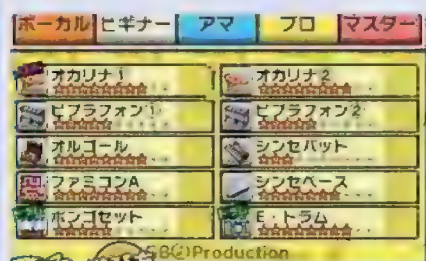 ボーカル ビギナー アマ プロ マスター
オカリナ1 オカリナ2
ビブラフォン1 ビブラフォン2
オルゴール シンセパット
ファミコンA シンセベース
ボンゴセット E・ドラム
Production